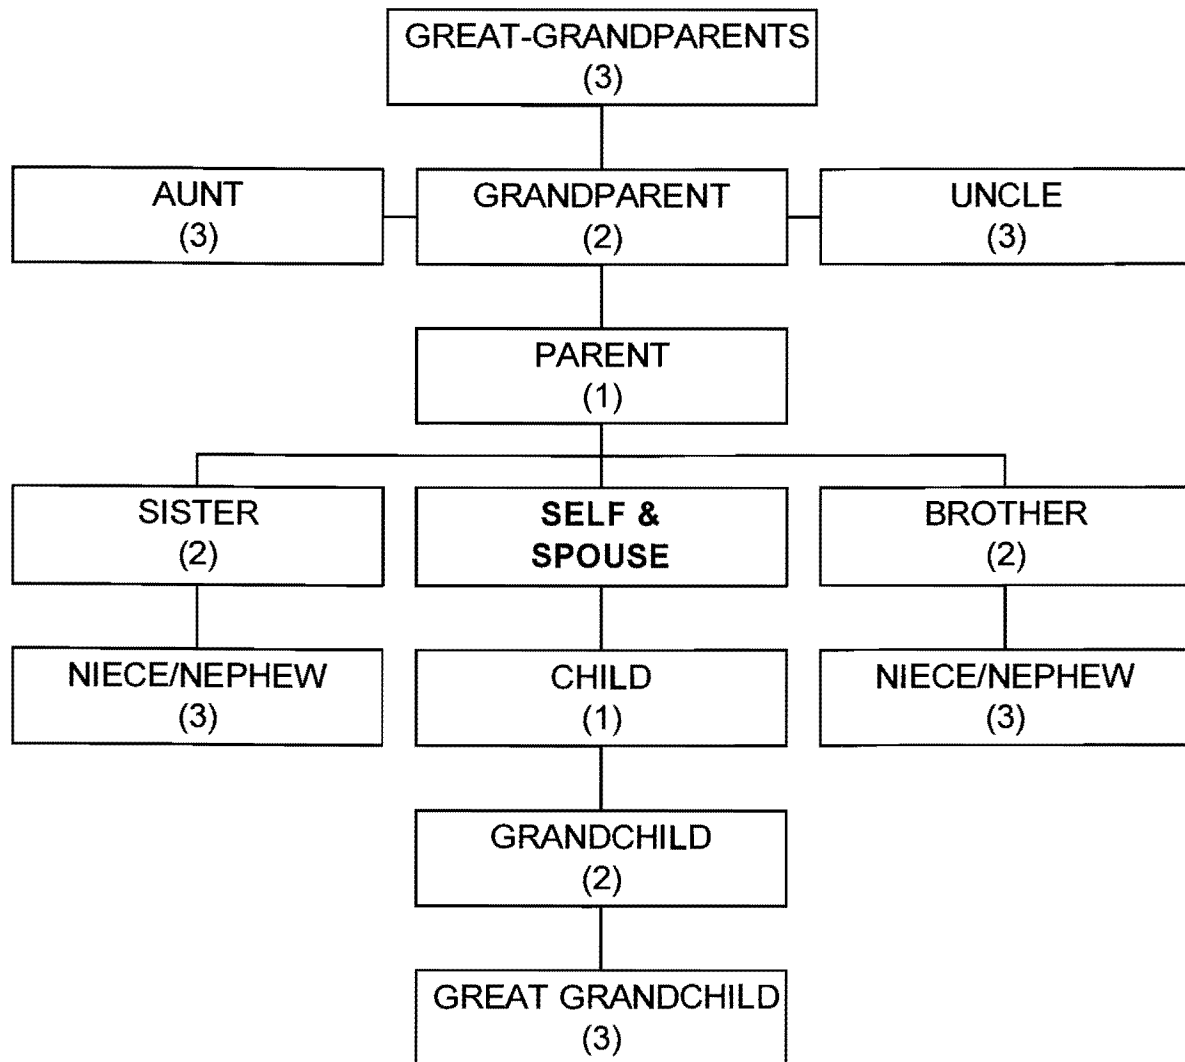 GREAT-GRANDPARENTS
(3)
AUNT
(3)
GRANDPARENT
(2)
UNCLE
(3)
PARENT
(1)
SISTER
(2)
SELF &
SPOUSE
BROTHER
(2)
NIECE/NEPHEW
(3)
CHILD
(1)
NIECE/NEPHEW
(3)
GRANDCHILD
(2)
GREAT GRANDCHILD
(3)